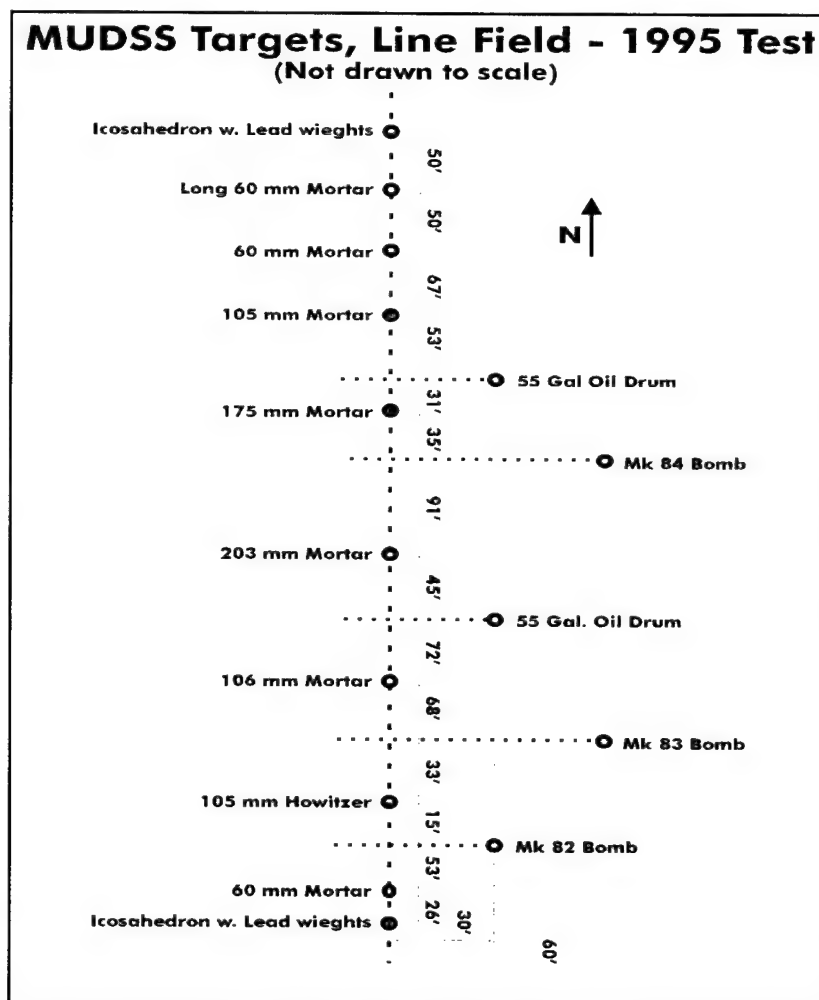 MUDSS Targets, Line Field - 1995 Test
(Not drawn to scale)
Icosahedron w. Lead wieghts
50'
Long 60 mm Mortar
50'
N
60 mm Mortar
67'
105 mm Mortar
53'
55 Gal Oil Drum
31'
175 mm Mortar
35'
Mk 84 Bomb
91'
203 mm Mortar
45'
55 Gal. Oil Drum
72'
106 mm Mortar
68'
Mk 83 Bomb
33'
105 mm Howitzer
15'
Mk 82 Bomb
53'
60 mm Mortar
26'
30'
Icosahedron w. Lead wieghts
60'